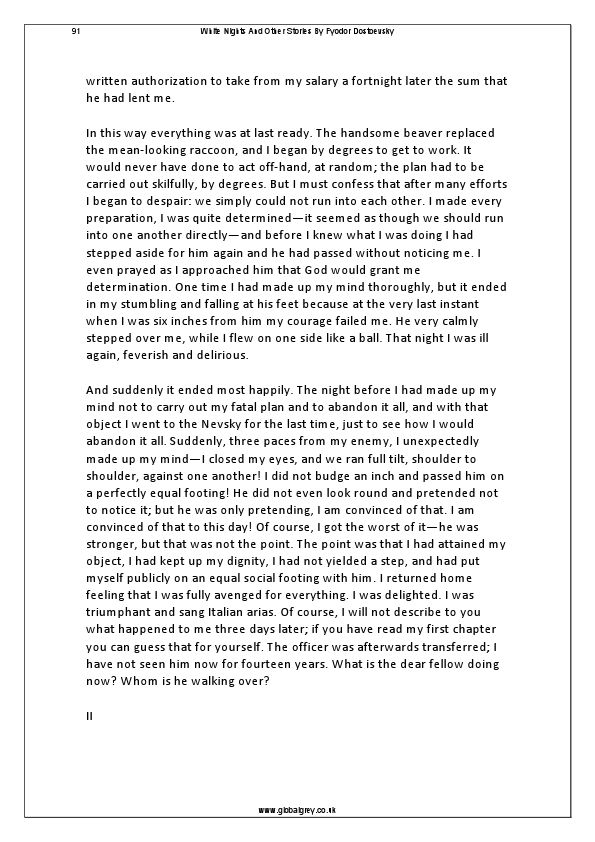 91 White Nights And Other Stories By Fyodor Dostoevsky
written authorization to take from my salary a fortnight later the sum that
he had lent me.
In this way everything was at last ready. The handsome beaver replaced
the mean-looking raccoon, and I began by degrees to get to work. It
would never have done to act off-hand, at random; the plan had to be
carried out skilfully, by degrees. But I must confess that after many efforts
I began to despair: we simply could not run into each other. I made every
preparation, I was quite determined—it seemed as though we should run
into one another directly—and before I knew what I was doing I had
stepped aside for him again and he had passed without noticing me. I
even prayed as I approached him that God would grant me
determination. One time I had made up my mind thoroughly, but it ended
in my stumbling and falling at his feet because at the very last instant
when I was six inches from him my courage failed me. He very calmly
stepped over me, while I flew on one side like a ball. That night I was ill
again, feverish and delirious.
And suddenly it ended most happily. The night before I had made up my
mind not to carry out my fatal plan and to abandon it all, and with that
object I went to the Nevsky for the last time, just to see how I would
abandon it all. Suddenly, three paces from my enemy, I unexpectedly
made up my mind—I closed my eyes, and we ran full tilt, shoulder to
shoulder, against one another! I did not budge an inch and passed him on
a perfectly equal footing! He did not even look round and pretended not
to notice it; but he was only pretending, I am convinced of that. I am
convinced of that to this day! Of course, I got the worst of it—he was
stronger, but that was not the point. The point was that I had attained my
object, I had kept up my dignity, I had not yielded a step, and had put
myself publicly on an equal social footing with him. I returned home
feeling that I was fully avenged for everything. I was delighted. I was
triumphant and sang Italian arias. Of course, I will not describe to you
what happened to me three days later; if you have read my first chapter
you can guess that for yourself. The officer was afterwards transferred; I
have not seen him now for fourteen years. What is the dear fellow doing
now? Whom is he walking over?
II
www.globalgrey.co.uk